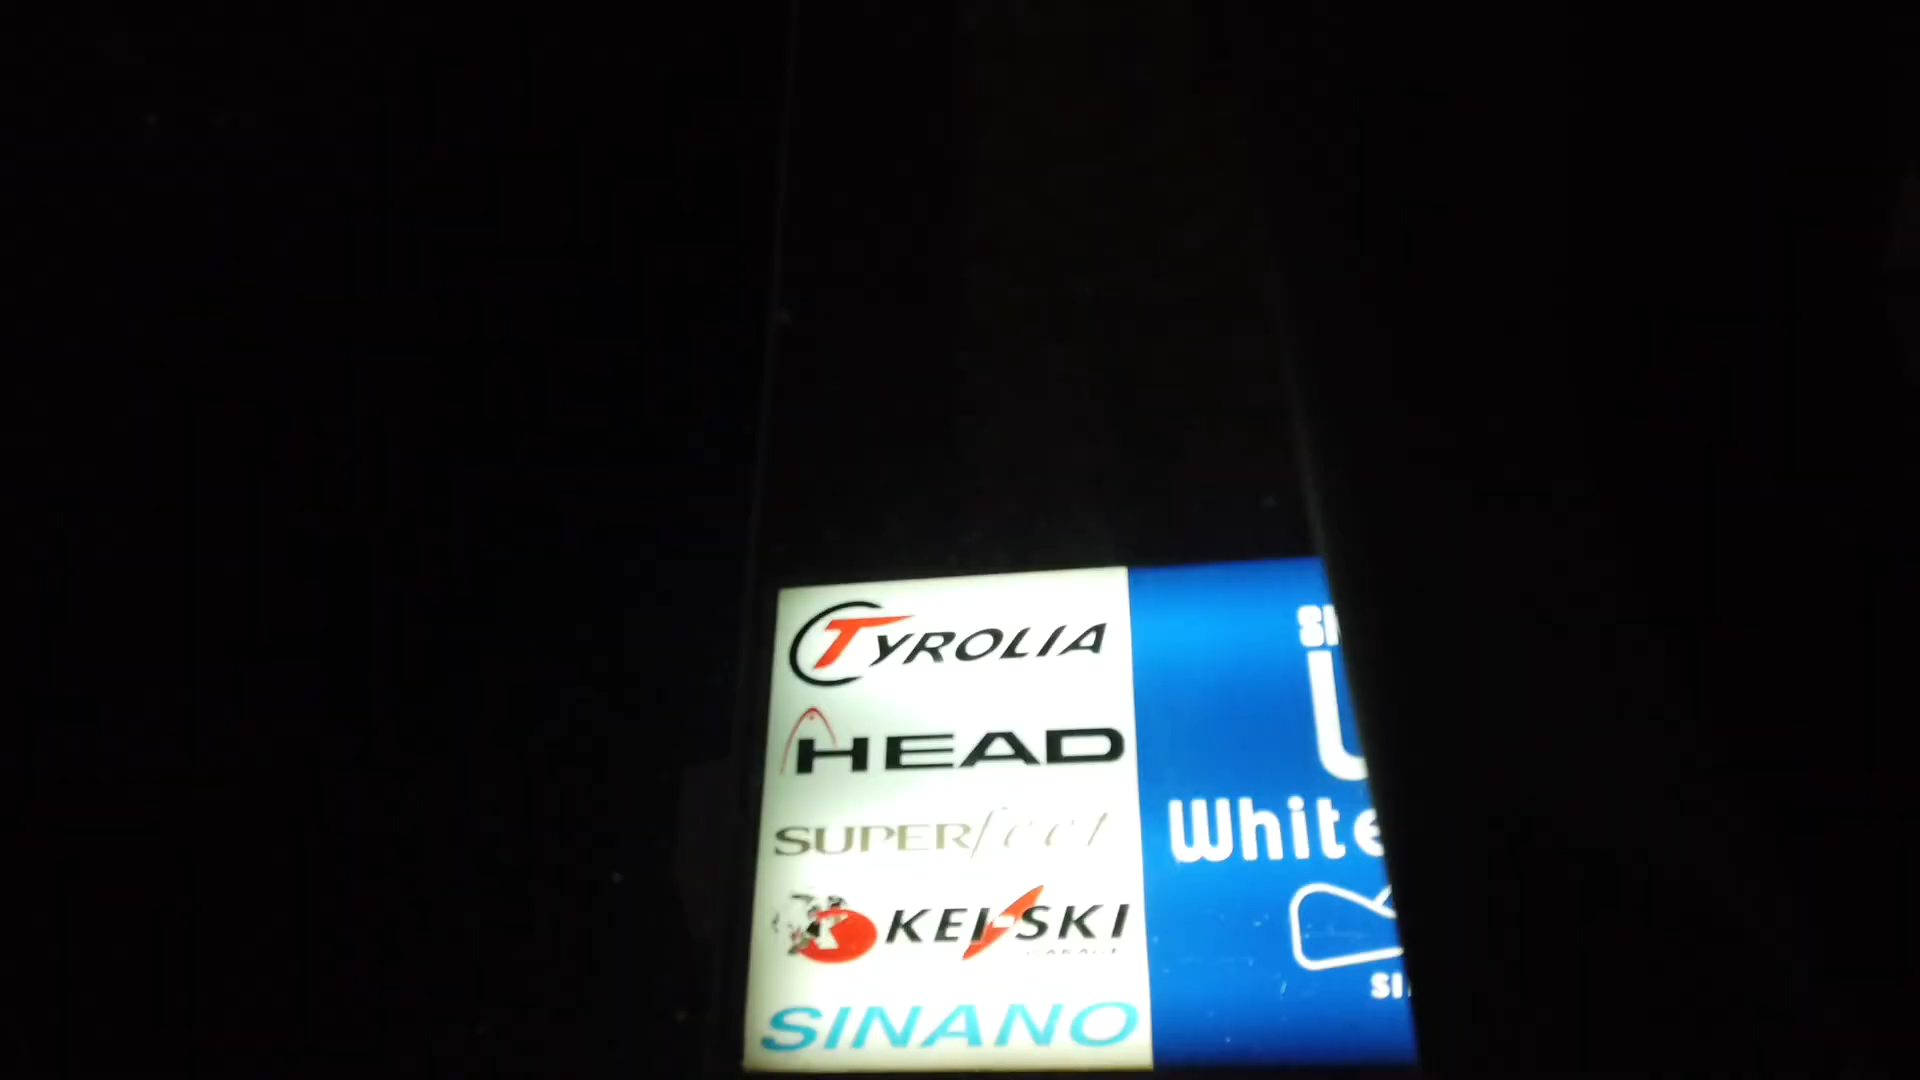 TYROLIA
HEAD
SUPERfeet
KEI-SKI
SINANO
White